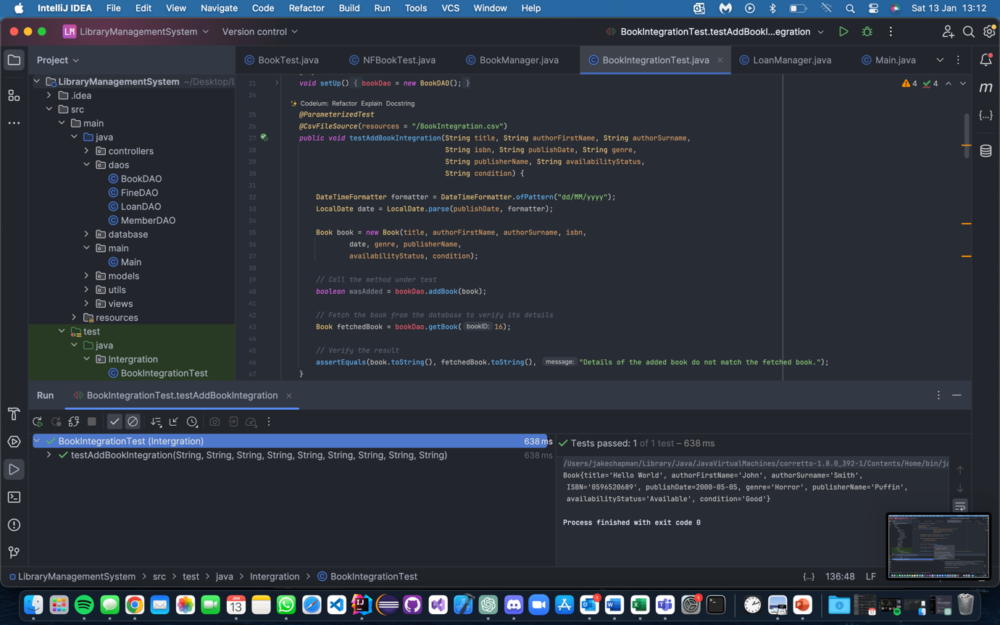 IntelliJ IDEA File Edit View Navigate Code Refactor Build Run Tools VCS Window Help Sat 13 Jan 13:12
LM LibraryManagementSystem Version control BookIntegrationTest.testAddBookI...egration
Project BookTest.java NFBookTest.java BookManager.java BookIntegrationTest.java LoanManager.java Main.java
LibraryManagementSystem ~/Desktop/L
.idea
src
main
java
controllers
daos
BookDAO
FineDAO
LoanDAO
MemberDAO
database
main
Main
models
utils
views
resources
test
java
Intergration
BookIntegrationTest
4 4
21 void setUp() { bookDao = new BookDAO(); }
24
Codeium: Refactor Explain Docstring
25 @ParameterizedTest
26 @CsvFileSource(resources = "/BookIntegration.csv")
27 public void testAddBookIntegration(String title, String authorFirstName, String authorSurname,
28 String isbn, String publishDate, String genre,
29 String publisherName, String availabilityStatus,
30 String condition) {
31
32 DateTimeFormatter formatter = DateTimeFormatter.ofPattern("dd/MM/yyyy");
33 LocalDate date = LocalDate.parse(publishDate, formatter);
34
35 Book book = new Book(title, authorFirstName, authorSurname, isbn,
36 date, genre, publisherName,
37 availabilityStatus, condition);
38
39 // Call the method under test
40 boolean wasAdded = bookDao.addBook(book);
41
42 // Fetch the book from the database to verify its details
43 Book fetchedBook = bookDao.getBook( bookID: 16);
44
45 // Verify the result
46 assertEquals(book.toString(), fetchedBook.toString(), message: "Details of the added book do not match the fetched book.");
47 }
Run BookIntegrationTest.testAddBookIntegration
BookIntegrationTest (Intergration) 638 ms
testAddBookIntegration(String, String, String, String, String, String, String, String, String) 638 ms
Tests passed: 1 of 1 test – 638 ms
/Users/jakechapman/Library/Java/JavaVirtualMachines/corretto-1.8.0_392-1/Contents/Home/bin/ja
Book{title='Hello World', authorFirstName='John', authorSurname='Smith',
ISBN='0596520689', publishDate=2000-05-05, genre='Horror', publisherName='Puffin',
availabilityStatus='Available', condition='Good'}
Process finished with exit code 0
LibraryManagementSystem > src > test > java > Intergration > BookIntegrationTest {...} 136:48 LF
JAN
13